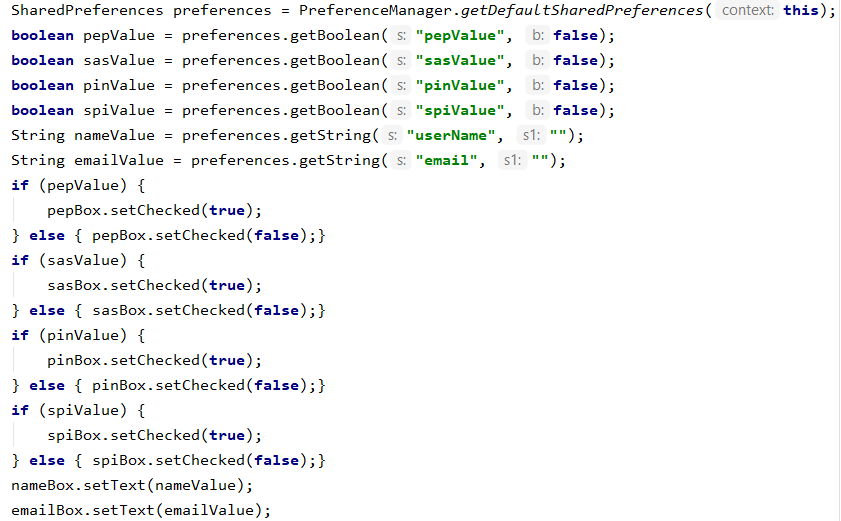 SharedPreferences preferences = PreferenceManager.getDefaultSharedPreferences( context: this);
boolean pepValue = preferences.getBoolean( s: "pepValue", b: false);
boolean sasValue = preferences.getBoolean( s: "sasValue", b: false);
boolean pinValue = preferences.getBoolean( s: "pinValue", b: false);
boolean spiValue = preferences.getBoolean( s: "spiValue", b: false);
String nameValue = preferences.getString( s: "userName", s1: "");
String emailValue = preferences.getString( s: "email", s1: "");
if (pepValue) {
    pepBox.setChecked(true);
} else { pepBox.setChecked(false);}
if (sasValue) {
    sasBox.setChecked(true);
} else { sasBox.setChecked(false);}
if (pinValue) {
    pinBox.setChecked(true);
} else { pinBox.setChecked(false);}
if (spiValue) {
    spiBox.setChecked(true);
} else { spiBox.setChecked(false);}
nameBox.setText(nameValue);
emailBox.setText(emailValue);